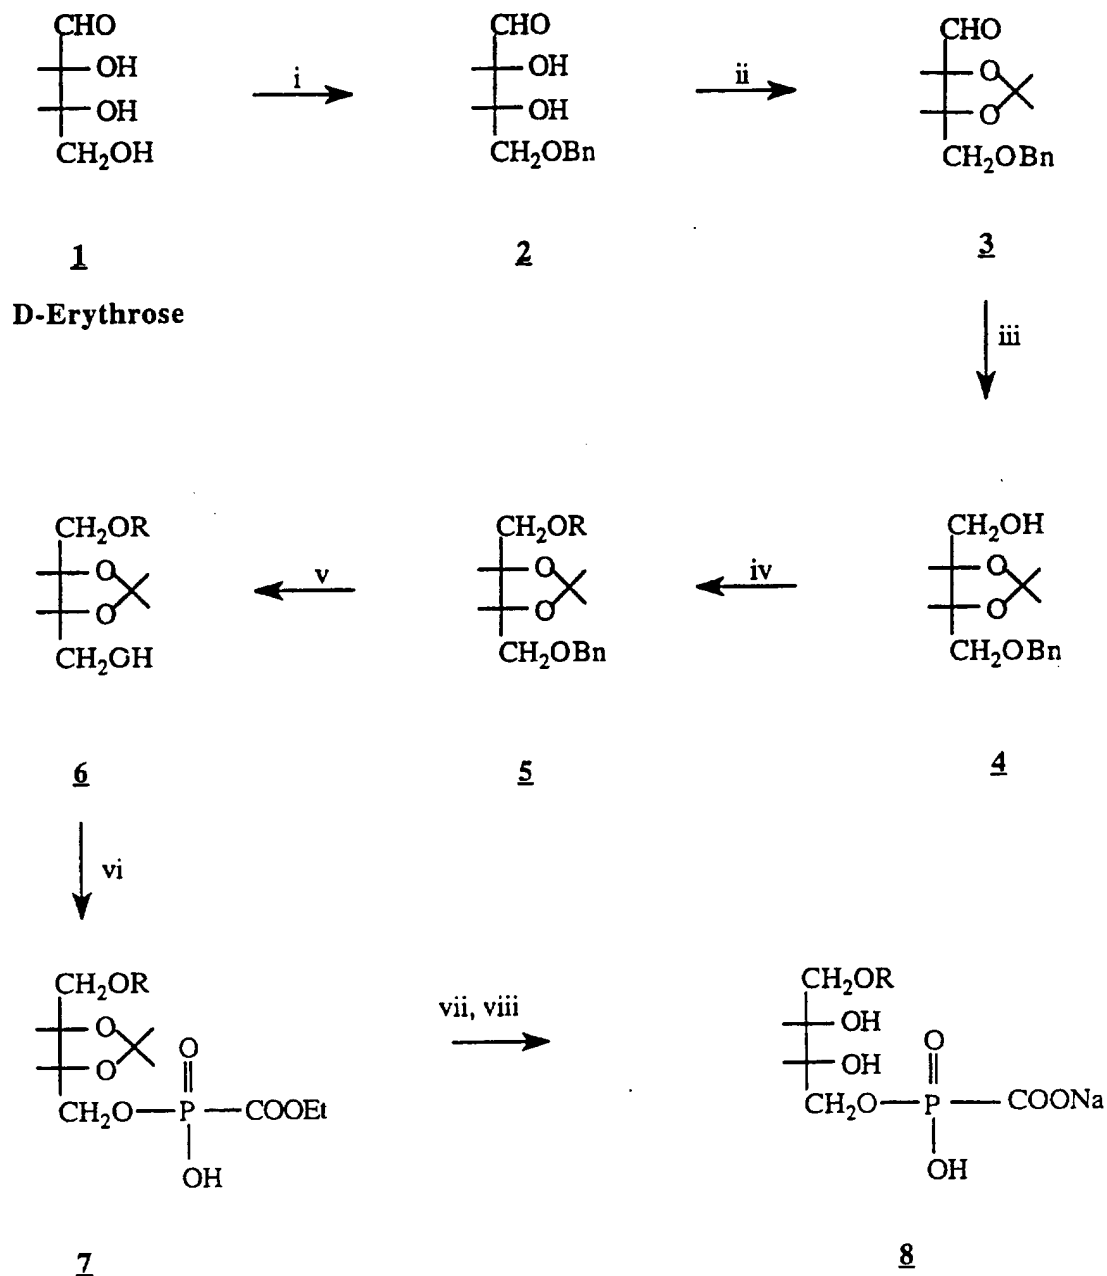 CHO
OH
OH
CH₂OH
1
D-Erythrose
i
CHO
OH
OH
CH₂OBn
2
ii
CHO
O
O
CH₂OBn
3
iii
CH₂OH
O
O
CH₂OBn
4
iv
CH₂OR
O
O
CH₂OBn
5
v
CH₂OR
O
O
CH₂OH
6
vi
CH₂OR
O
O
CH₂O
O
P
COOEt
OH
7
vii, viii
CH₂OR
OH
OH
CH₂O
O
P
COONa
OH
8